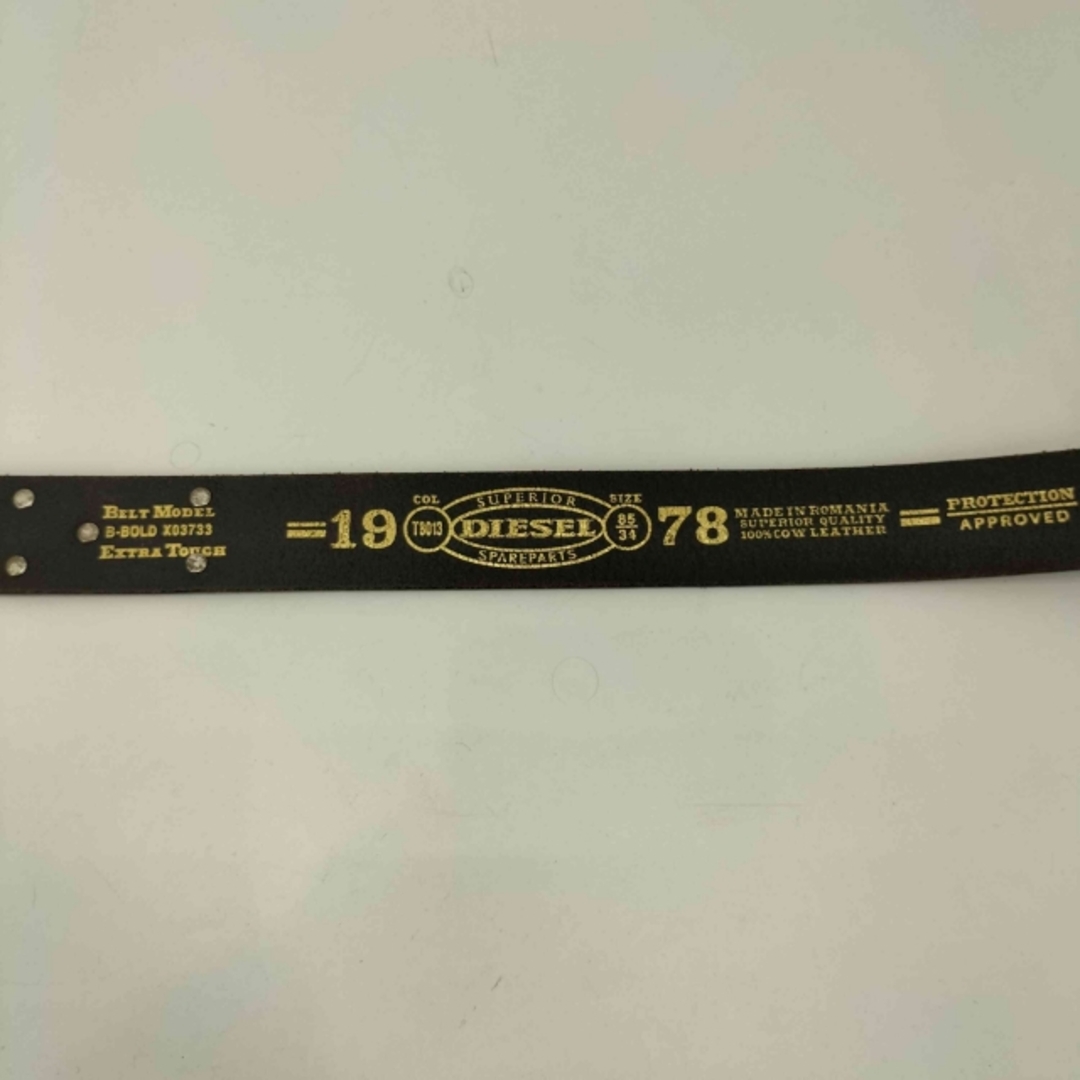 BELT MODEL
B-BOLD X03733
EXTRA TOUGH
=19
COL
T8013
SUPERIOR
DIESEL
SPAREPARTS
SIZE
85
34
78
MADE IN ROMANIA
SUPERIOR QUALITY
100% COW LEATHER
=
PROTECTION
APPROVED